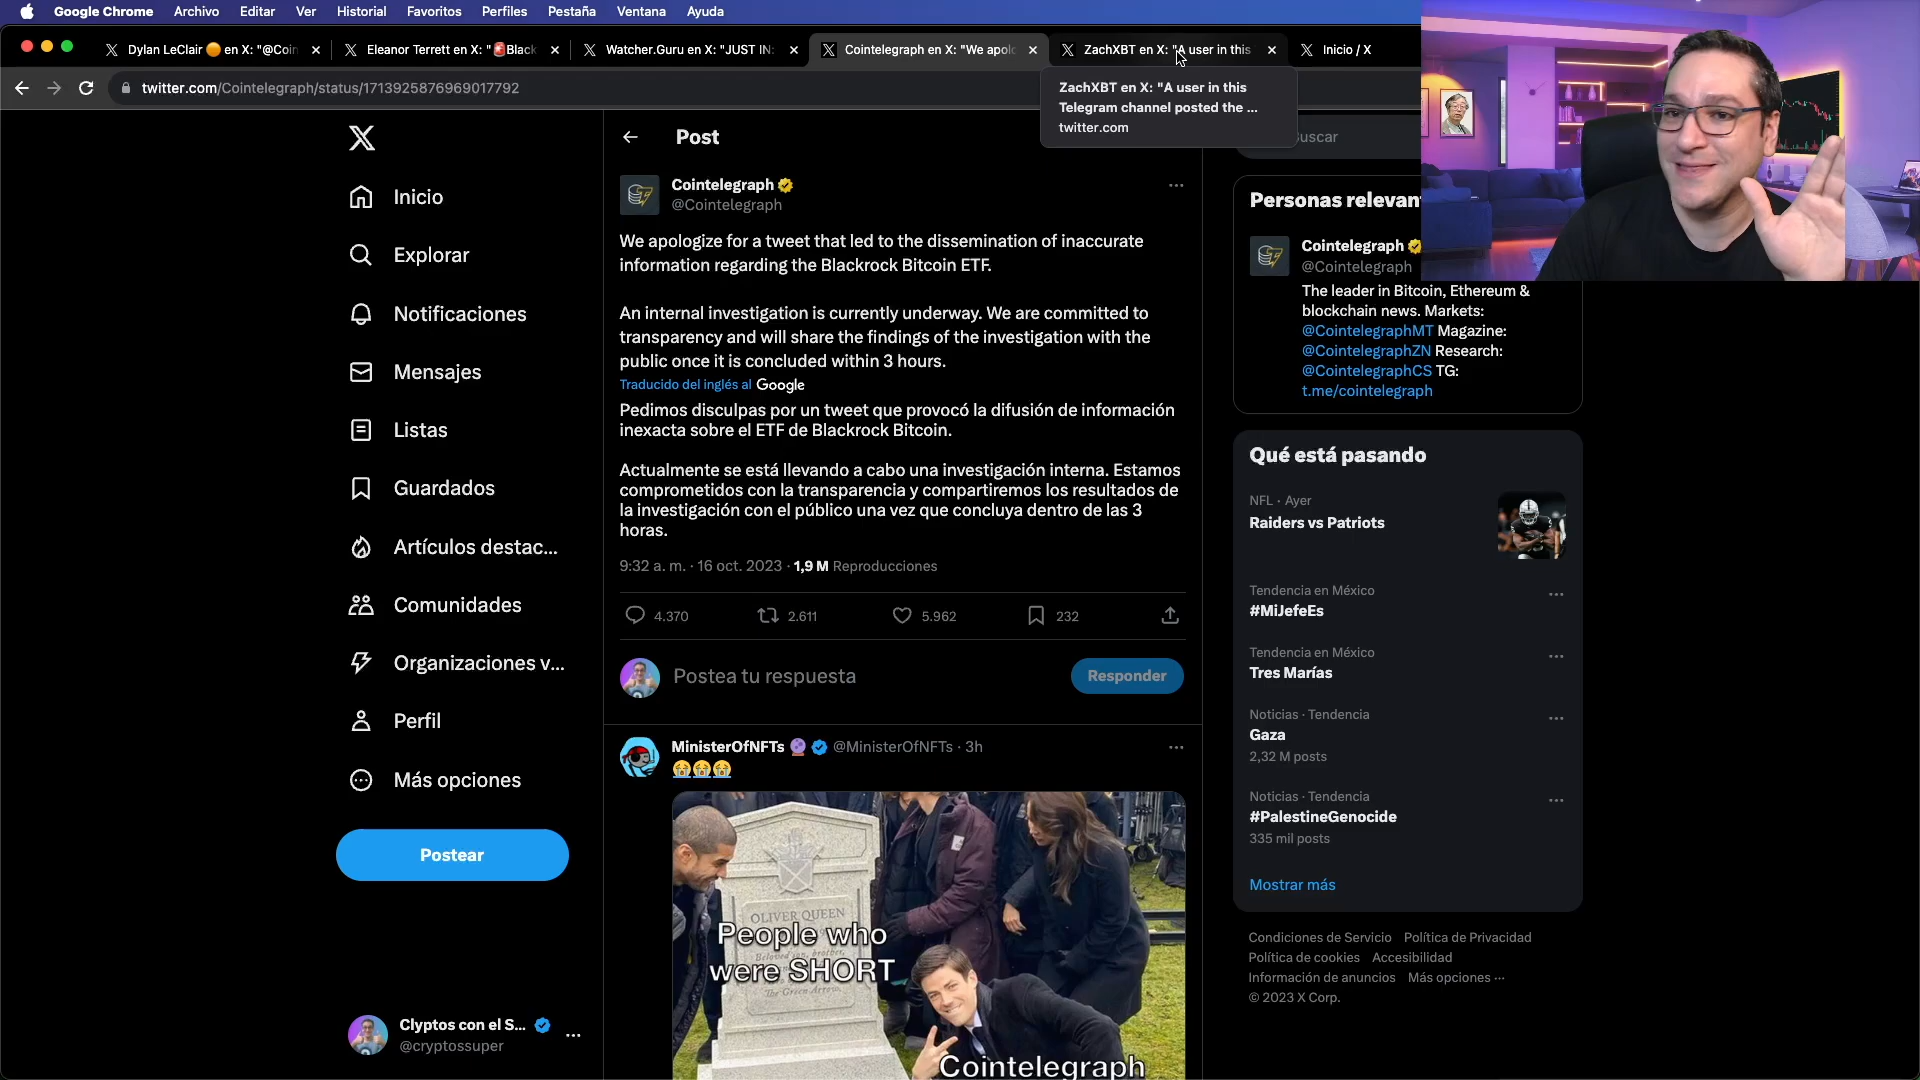 Google Chrome Archivo Editar Ver Historial Favoritos Perfiles Pestaña Ventana Ayuda
Dylan LeClair 🟠 en X: "@Coin
Eleanor Terrett en X: "🚨Black
Watcher.Guru en X: "JUST IN:
Cointelegraph en X: "We apolo
ZachXBT en X: "A user in this
Inicio / X
twitter.com/Cointelegraph/status/1713925876969017792
ZachXBT en X: "A user in this
Telegram channel posted the ...
twitter.com
Inicio
Explorar
Notificaciones
Mensajes
Listas
Guardados
Artículos destac...
Comunidades
Organizaciones v...
Perfil
Más opciones
Postear
Clyptos con el S...
@cryptossuper
Post
Cointelegraph
@Cointelegraph
We apologize for a tweet that led to the dissemination of inaccurate
information regarding the Blackrock Bitcoin ETF.
An internal investigation is currently underway. We are committed to
transparency and will share the findings of the investigation with the
public once it is concluded within 3 hours.
Traducido del inglés al Google
Pedimos disculpas por un tweet que provocó la difusión de información
inexacta sobre el ETF de Blackrock Bitcoin.
Actualmente se está llevando a cabo una investigación interna. Estamos
comprometidos con la transparencia y compartiremos los resultados de
la investigación con el público una vez que concluya dentro de las 3
horas.
9:32 a. m. · 16 oct. 2023 · 1,9 M Reproducciones
4.370 2.611 5.962 232
Postea tu respuesta
Responder
MinisterOfNFTs 🔮 @MinisterOfNFTs · 3h
😭😭😭
OLIVER QUEEN
People who
were SHORT
The Green Arrow
Cointelegraph
uscar
Personas relevan
Cointelegraph
@Cointelegraph
The leader in Bitcoin, Ethereum &
blockchain news. Markets:
@CointelegraphMT Magazine:
@CointelegraphZN Research:
@CointelegraphCS TG:
t.me/cointelegraph
Qué está pasando
NFL · Ayer
Raiders vs Patriots
Tendencia en México
#MiJefeEs
Tendencia en México
Tres Marías
Noticias · Tendencia
Gaza
2,32 M posts
Noticias · Tendencia
#PalestineGenocide
335 mil posts
Mostrar más
Condiciones de Servicio Política de Privacidad
Política de cookies Accesibilidad
Información de anuncios Más opciones ···
© 2023 X Corp.